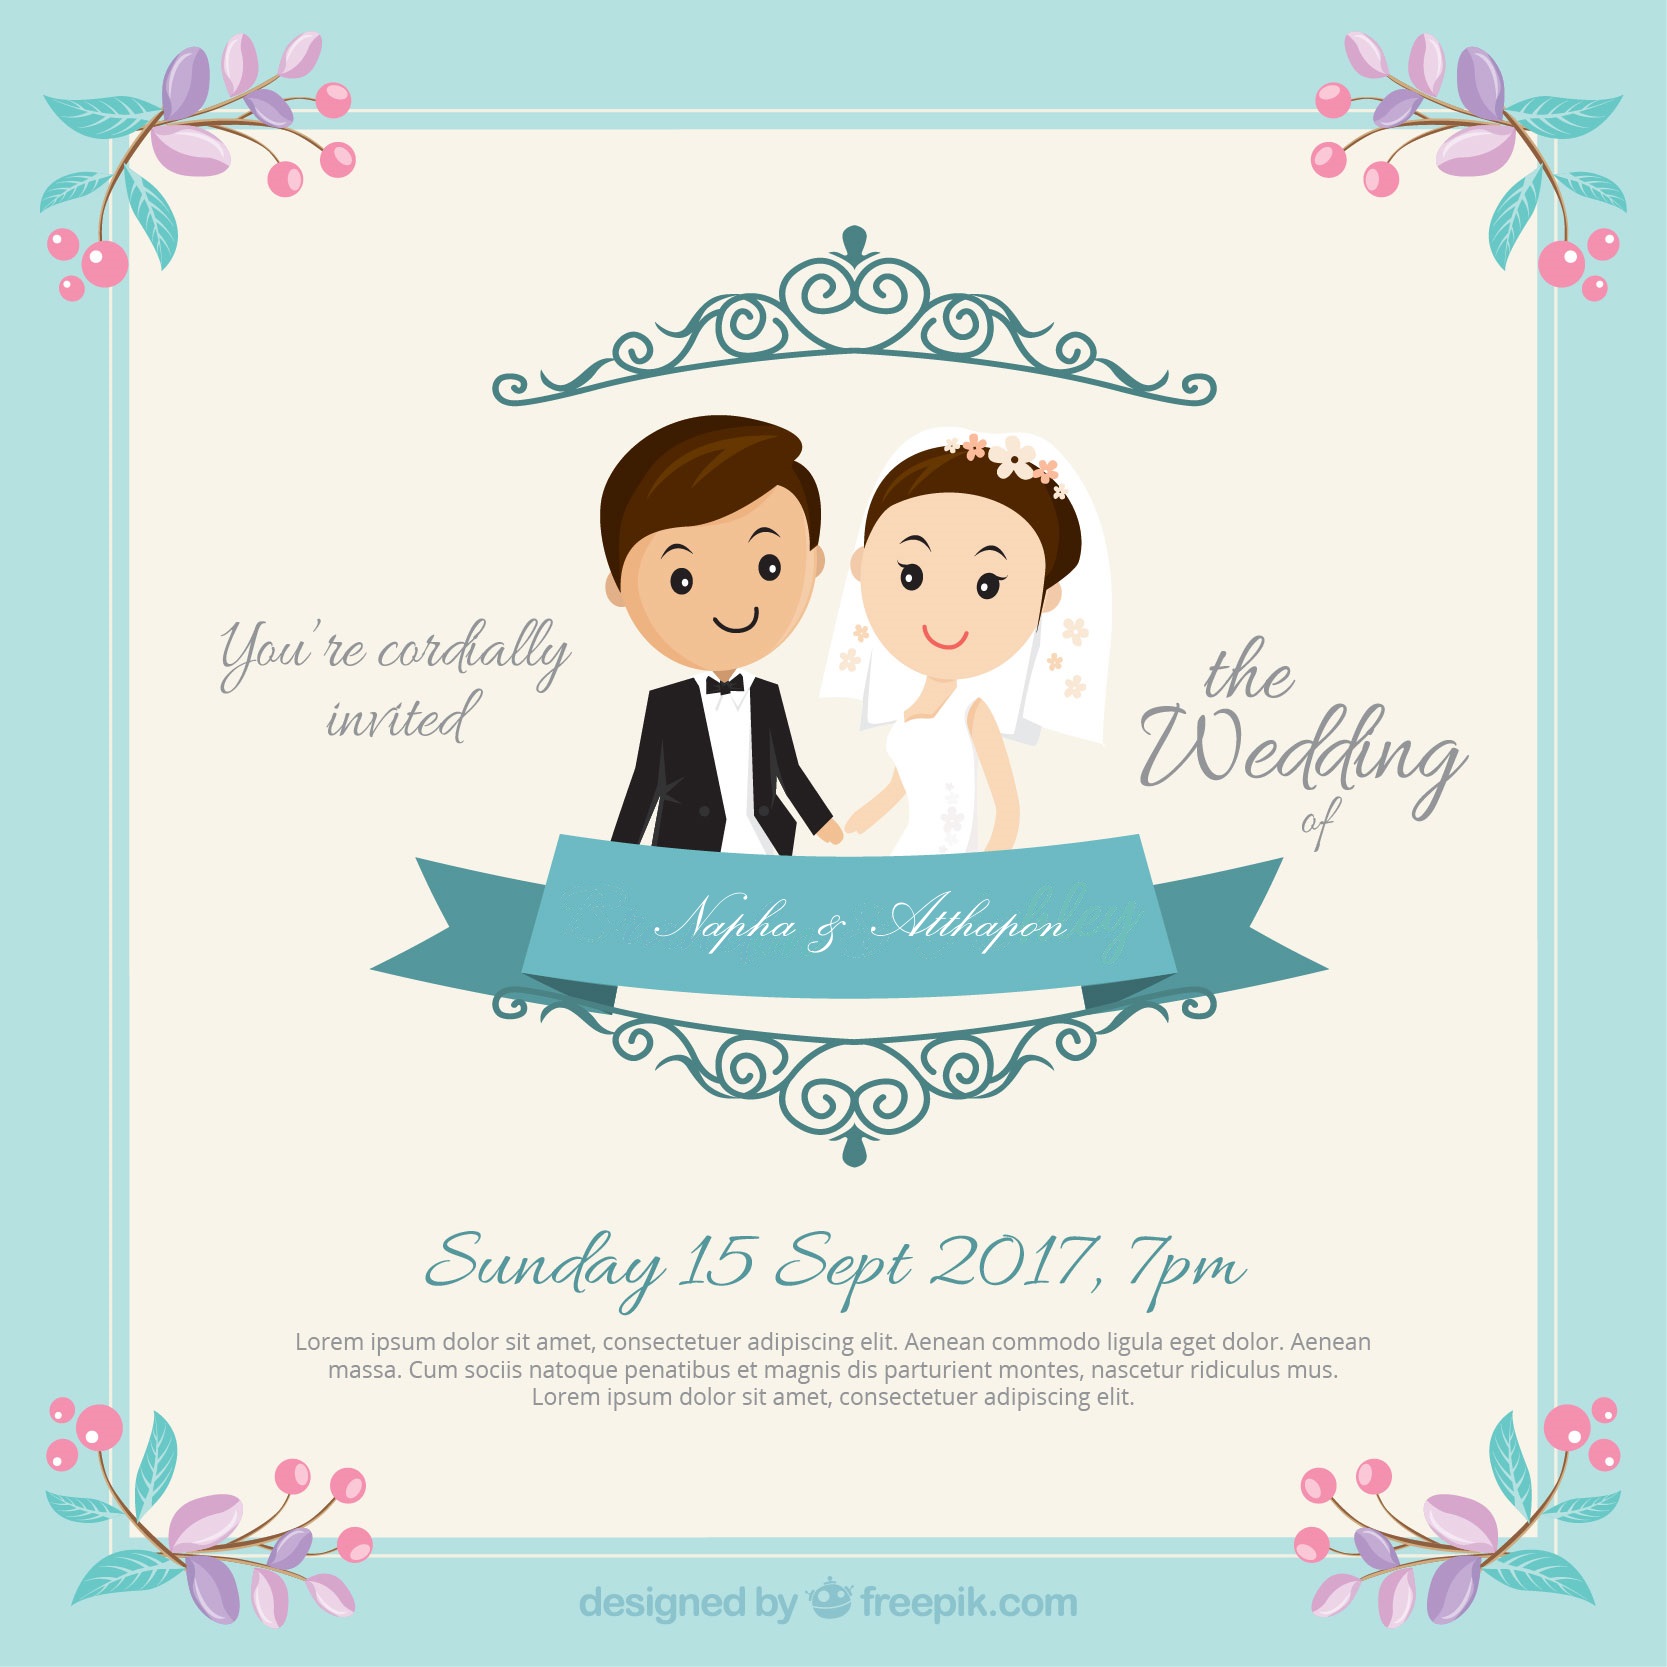 You're cordially
invited
the
Wedding
of
Napha & Atthapon
Sunday 15 Sept 2017, 7pm
Lorem ipsum dolor sit amet, consectetuer adipiscing elit. Aenean commodo ligula eget dolor. Aenean
massa. Cum sociis natoque penatibus et magnis dis parturient montes, nascetur ridiculus mus.
Lorem ipsum dolor sit amet, consectetuer adipiscing elit.
designed by freepik.com